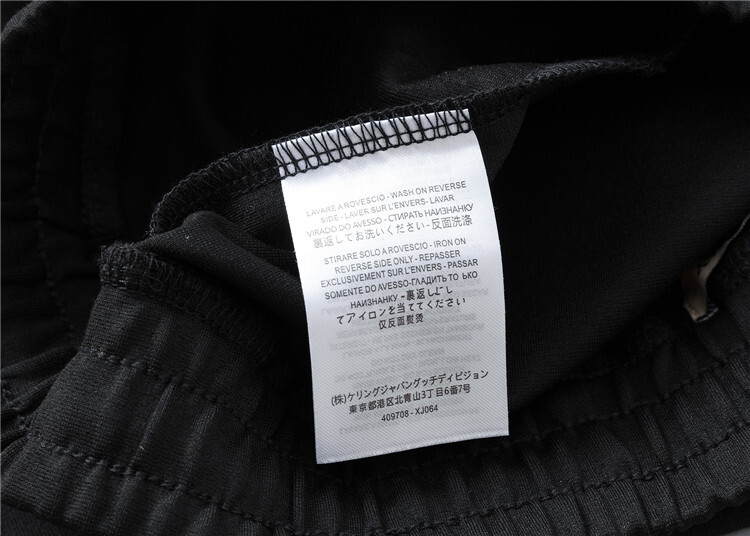 LAVARE A ROVESCIO - WASH ON REVERSE
SIDE - LAVER SUR L'ENVERS - LAVAR
VIRADO DO AVESSO - СТИРАТЬ НАИЗНАНКУ
裏返してお洗いください - 反面洗涤
STIRARE SOLO A ROVESCIO - IRON ON
REVERSE SIDE ONLY - REPASSER
EXCLUSIVEMENT SUR L'ENVERS - PASSAR
SOMENTE DO AVESSO-ГЛАДИТЬ ТО ЬКО
НАИЗНАНКУ - 裏返しに し
てアイロンを当ててください
仅反面熨烫
(株)ケリングジャパングッチディビジョン
東京都港区北青山3丁目6番7号
409708 - XJ064